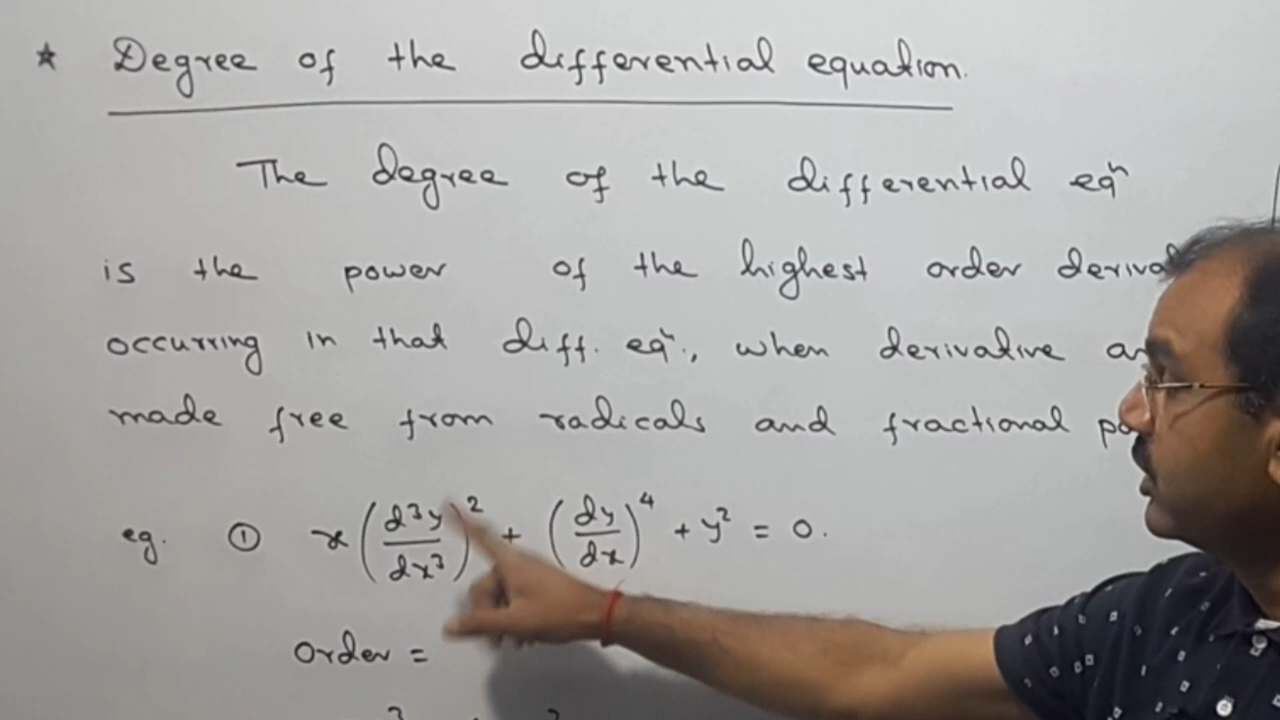 * Degree of the differential equation.
The degree of the differential eqⁿ
is the power of the highest order
occurring in that diff. eqⁿ., when derivative
made free from radicals and fractional
eg. ① x(d³y/dx³)² + (dy/dx)⁴ + y² = 0.
Order =